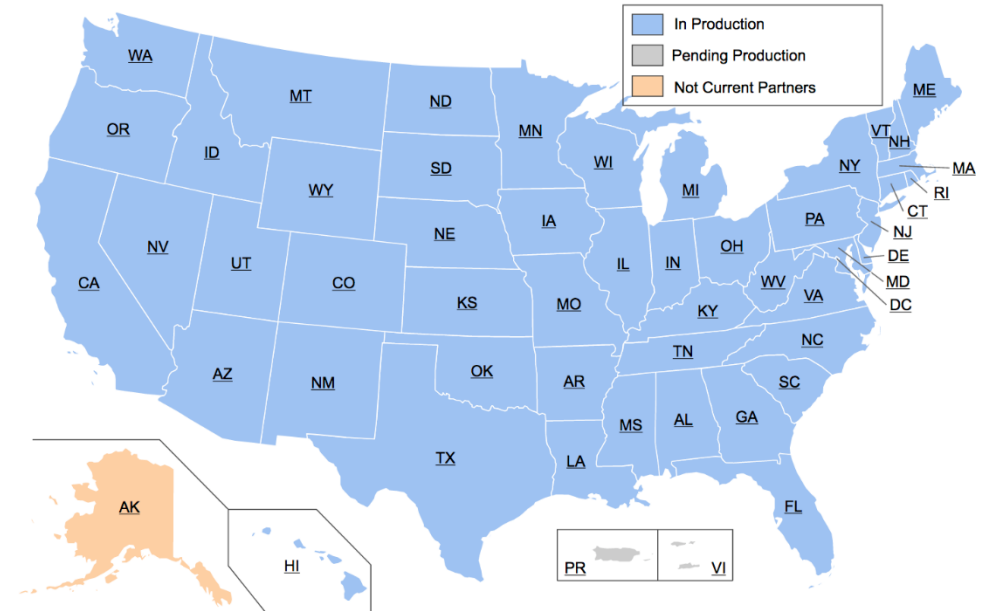 In Production
Pending Production
Not Current Partners
WA
MT
ND
MN
ME
OR
ID
SD
WI
MI
VT
NH
NY
MA
RI
CT
WY
NE
IA
PA
NJ
NV
UT
CO
IL
IN
OH
DE
MD
DC
CA
KS
MO
WV
VA
KY
NC
TN
AZ
NM
OK
AR
SC
MS
AL
GA
TX
LA
FL
AK
HI
PR
VI